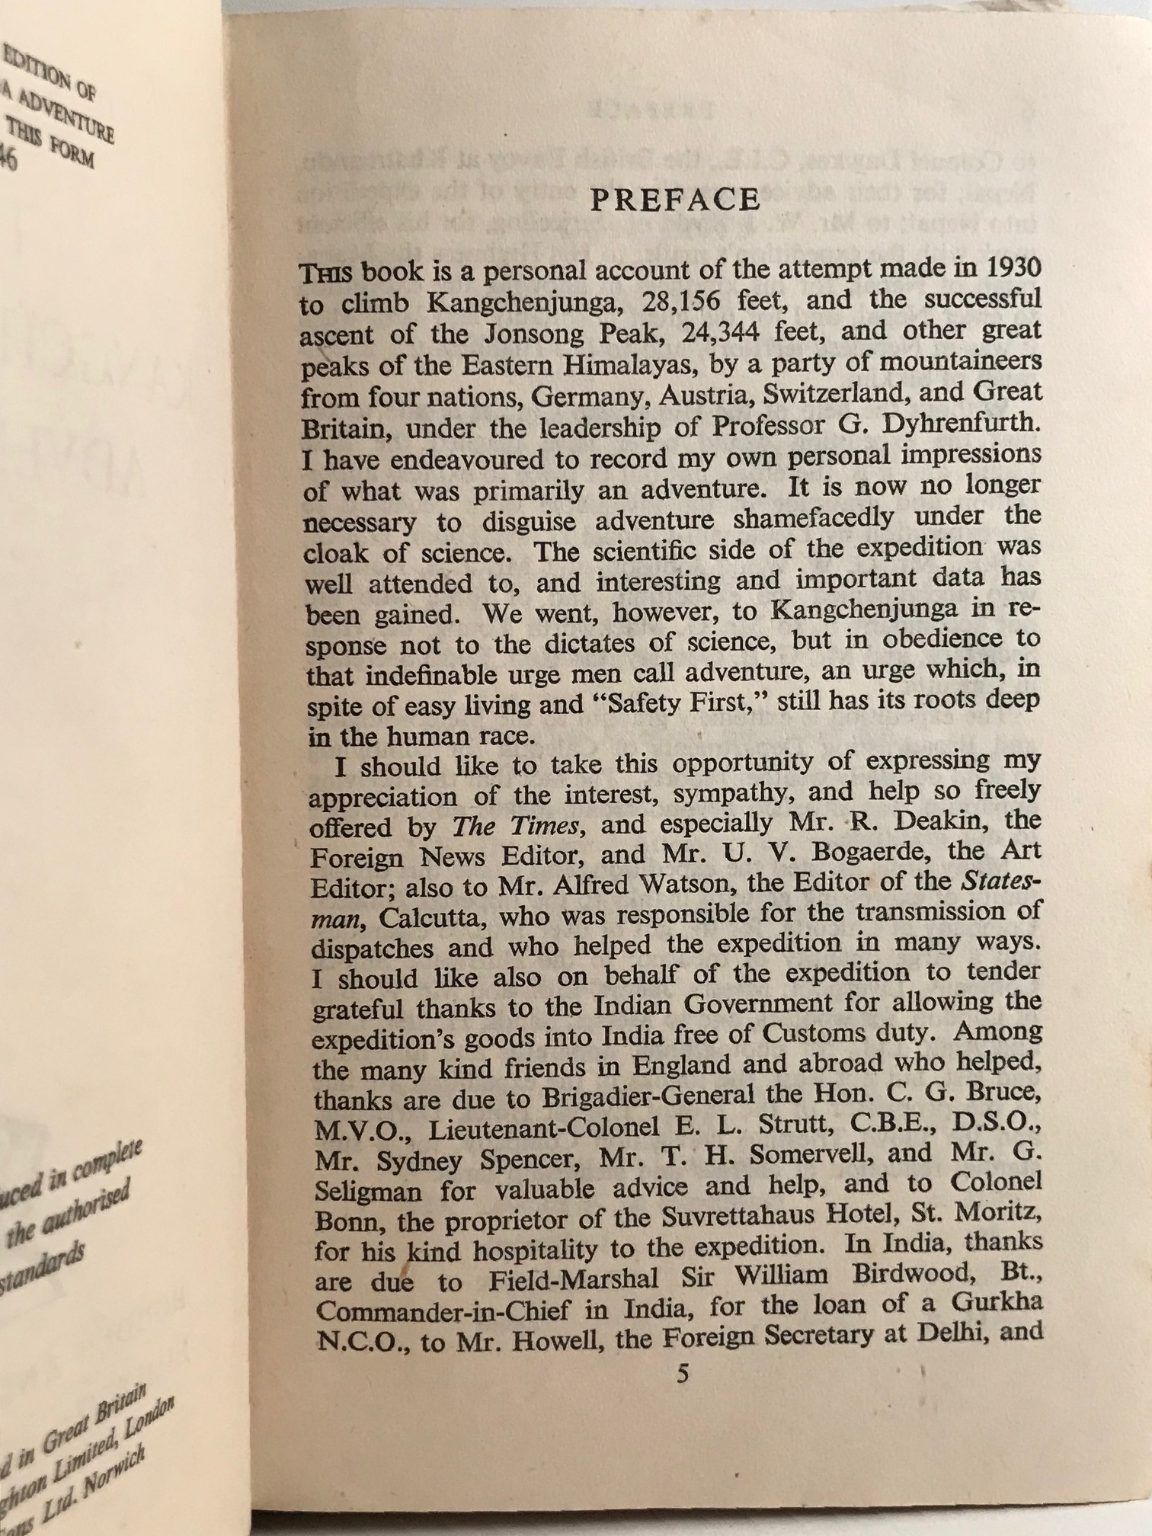 EDITION OF
A ADVENTURE
THIS FORM
46
in complete
the authorised
standards
in Great Britain
Limited, London
Ltd. Norwich
PREFACE
THIS book is a personal account of the attempt made in 1930
to climb Kangchenjunga, 28,156 feet, and the successful
ascent of the Jonsong Peak, 24,344 feet, and other great
peaks of the Eastern Himalayas, by a party of mountaineers
from four nations, Germany, Austria, Switzerland, and Great
Britain, under the leadership of Professor G. Dyhrenfurth.
I have endeavoured to record my own personal impressions
of what was primarily an adventure. It is now no longer
necessary to disguise adventure shamefacedly under the
cloak of science. The scientific side of the expedition was
well attended to, and interesting and important data has
been gained. We went, however, to Kangchenjunga in re-
sponse not to the dictates of science, but in obedience to
that indefinable urge men call adventure, an urge which, in
spite of easy living and “Safety First,” still has its roots deep
in the human race.
I should like to take this opportunity of expressing my
appreciation of the interest, sympathy, and help so freely
offered by The Times, and especially Mr. R. Deakin, the
Foreign News Editor, and Mr. U. V. Bogaerde, the Art
Editor; also to Mr. Alfred Watson, the Editor of the States-
man, Calcutta, who was responsible for the transmission of
dispatches and who helped the expedition in many ways.
I should like also on behalf of the expedition to tender
grateful thanks to the Indian Government for allowing the
expedition's goods into India free of Customs duty. Among
the many kind friends in England and abroad who helped,
thanks are due to Brigadier-General the Hon. C. G. Bruce,
M.V.O., Lieutenant-Colonel E. L. Strutt, C.B.E., D.S.O.,
Mr. Sydney Spencer, Mr. T. H. Somervell, and Mr. G.
Seligman for valuable advice and help, and to Colonel
Bonn, the proprietor of the Suvrettahaus Hotel, St. Moritz,
for his kind hospitality to the expedition. In India, thanks
are due to Field-Marshal Sir William Birdwood, Bt.,
Commander-in-Chief in India, for the loan of a Gurkha
N.C.O., to Mr. Howell, the Foreign Secretary at Delhi, and
5